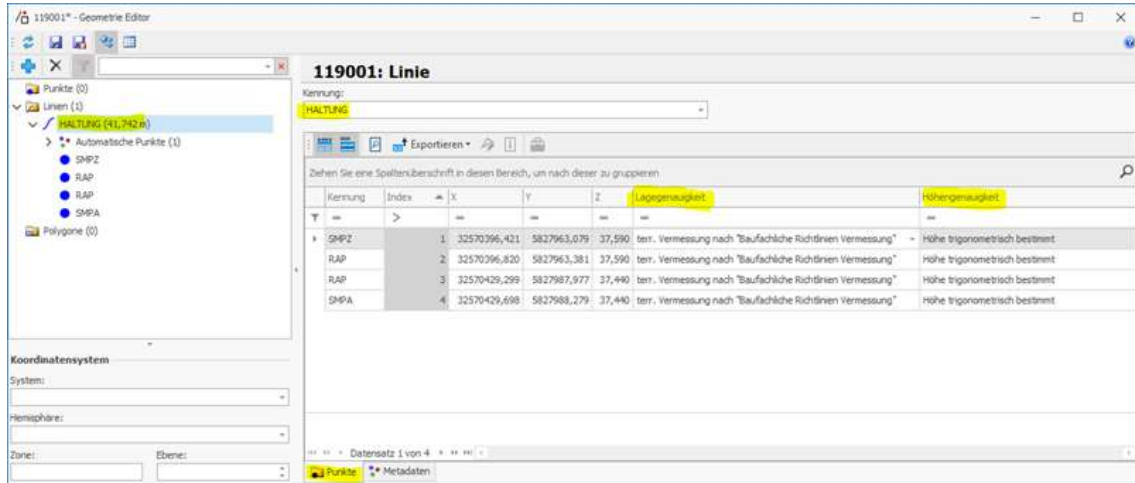 119001* - Geometrie Editor
Punkte (0)
Linien (1)
HALTUNG (41,742 m)
Automatische Punkte (1)
SMPZ
RAP
RAP
SMPA
Polygone (0)
Koordinatensystem
System:
Hemisphäre:
Zone: Ebene:
119001: Linie
Kennung:
HALTUNG
Exportieren
Ziehen Sie eine Spaltenüberschrift in diesen Bereich, um nach dieser zu gruppieren
Kennung Index X Y Z Lagegenauigkeit Höhengenauigkeit
= > = = = = =
SMPZ 1 32570396,421 5827963,079 37,590 terr. Vermessung nach "Baufachliche Richtlinien Vermessung" Höhe trigonometrisch bestimmt
RAP 2 32570396,820 5827963,381 37,590 terr. Vermessung nach "Baufachliche Richtlinien Vermessung" Höhe trigonometrisch bestimmt
RAP 3 32570429,299 5827987,977 37,440 terr. Vermessung nach "Baufachliche Richtlinien Vermessung" Höhe trigonometrisch bestimmt
SMPA 4 32570429,698 5827988,279 37,440 terr. Vermessung nach "Baufachliche Richtlinien Vermessung" Höhe trigonometrisch bestimmt
Datensatz 1 von 4
Punkte Metadaten